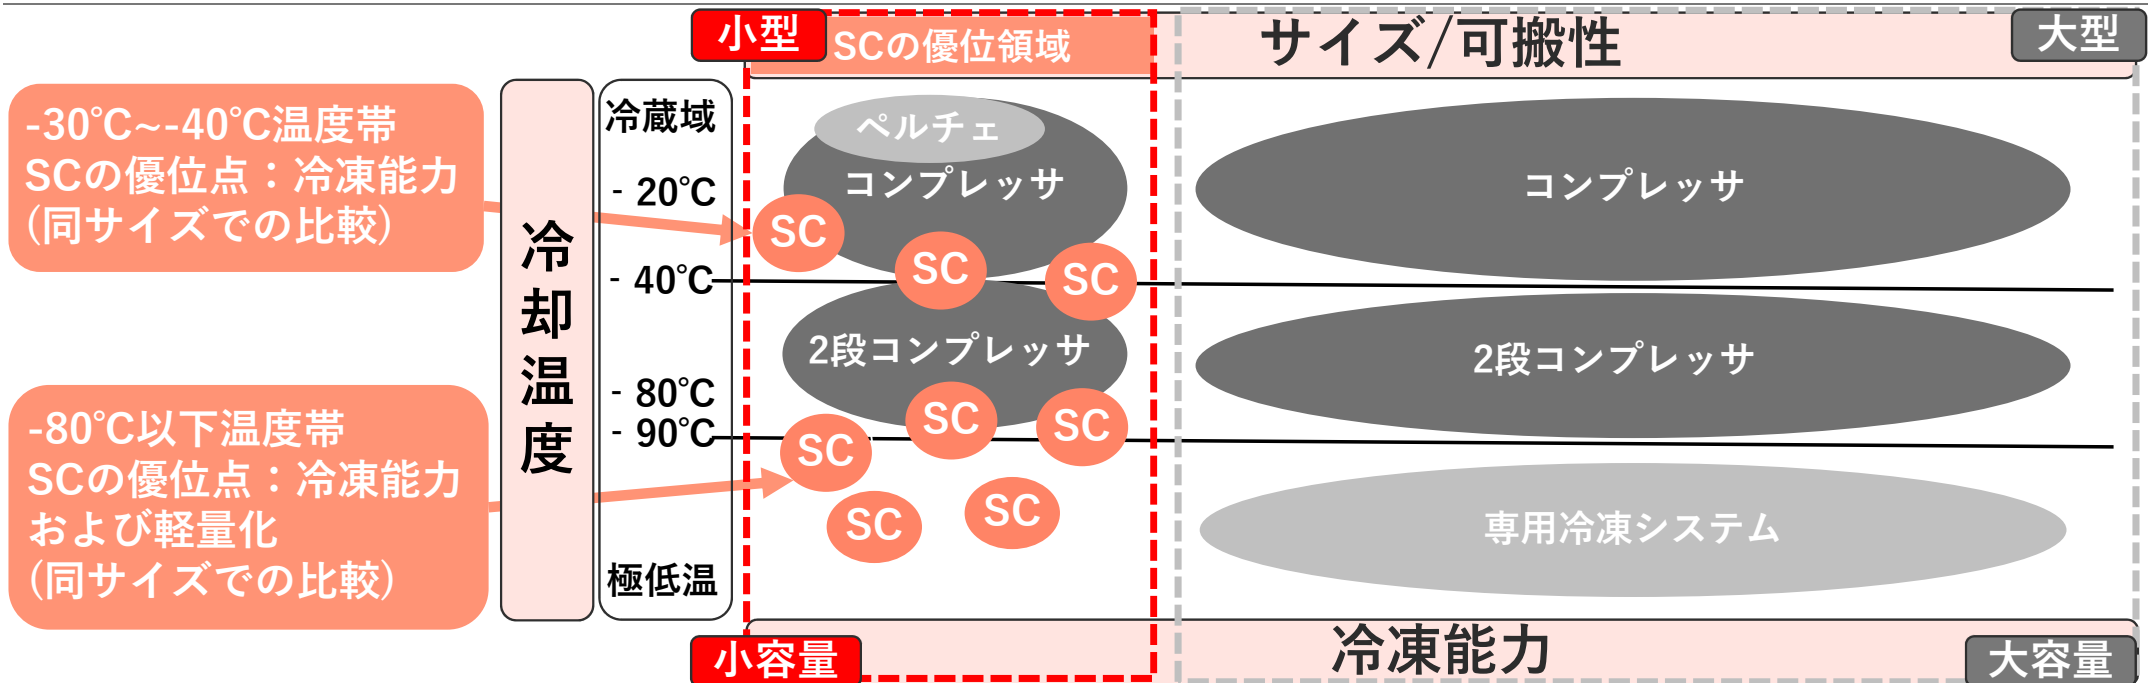 小型
SCの優位領域
サイズ/可搬性
大型
-30℃~-40℃温度帯
SCの優位点：冷凍能力
(同サイズでの比較)
-80℃以下温度帯
SCの優位点：冷凍能力
および軽量化
(同サイズでの比較)
冷却温度
冷蔵域
- 20℃
- 40℃
- 80℃
- 90℃
極低温
ペルチェ
コンプレッサ
SC
SC
SC
2段コンプレッサ
SC
SC
SC
SC
SC
コンプレッサ
2段コンプレッサ
専用冷凍システム
小容量
冷凍能力
大容量